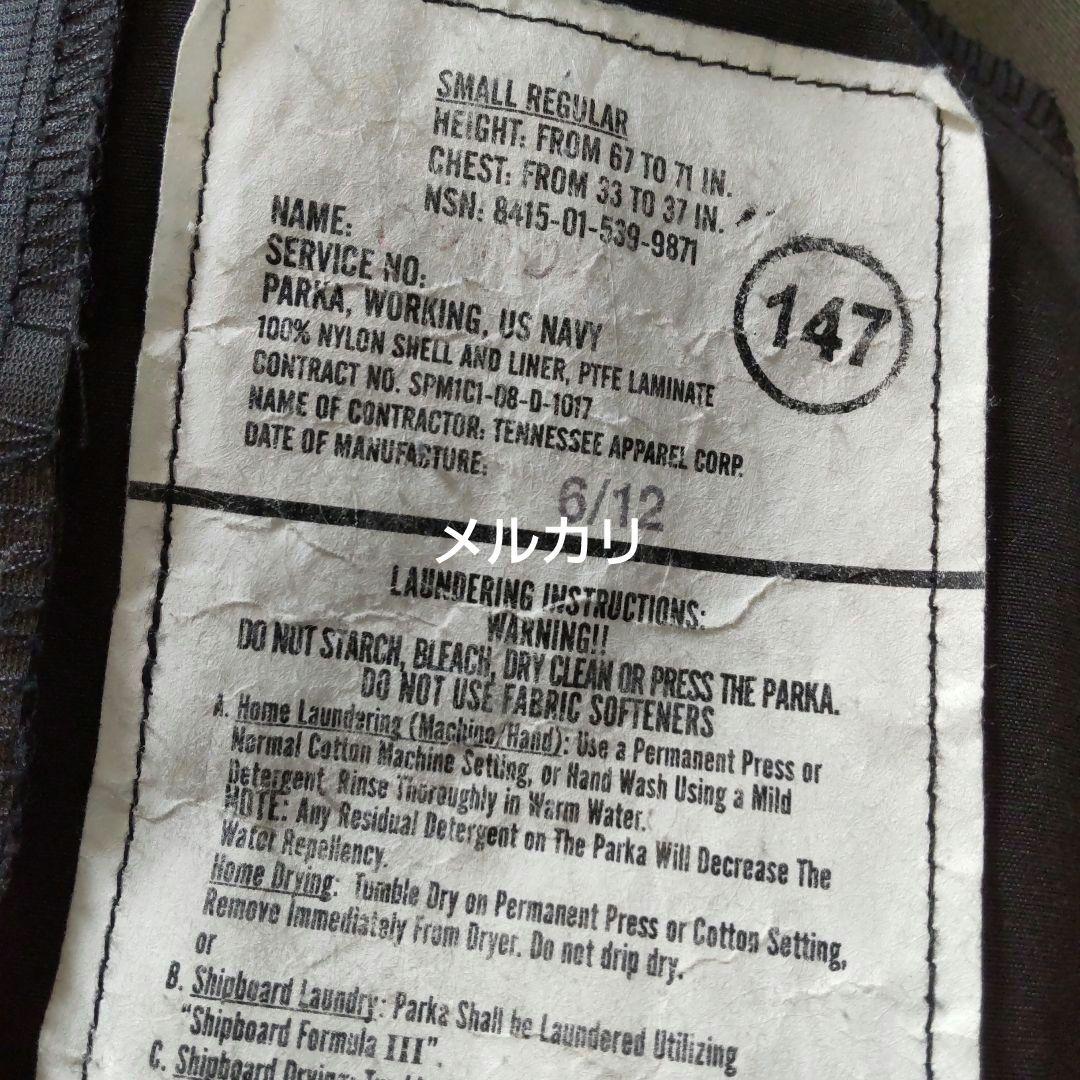 SMALL REGULAR
HEIGHT: FROM 67 TO 71 IN.
CHEST: FROM 33 TO 37 IN.
NSN: 8415-01-539-9871
147
NAME:
SERVICE NO:
PARKA, WORKING, US NAVY
100% NYLON SHELL AND LINER, PTFE LAMINATE
CONTRACT NO. SPM1C1-08-D-1017
NAME OF CONTRACTOR: TENNESSEE APPAREL CORP.
DATE OF MANUFACTURE:
6/12
メルカリ
LAUNDERING INSTRUCTIONS:
WARNING!!
DO NOT STARCH, BLEACH, DRY CLEAN OR PRESS THE PARKA.
DO NOT USE FABRIC SOFTENERS
A. Home Laundering (Machine/Hand): Use a Permanent Press or
Normal Cotton Machine Setting, or Hand Wash Using a Mild
Detergent. Rinse Thoroughly in Warm Water.
NOTE: Any Residual Detergent on The Parka Will Decrease The
Water Repellency.
Home Drying: Tumble Dry on Permanent Press or Cotton Setting,
Remove Immediately From Dryer. Do not drip dry.
or
B. Shipboard Laundry: Parka Shall be Laundered Utilizing
"Shipboard Formula III".
C. Shipboard Drying: